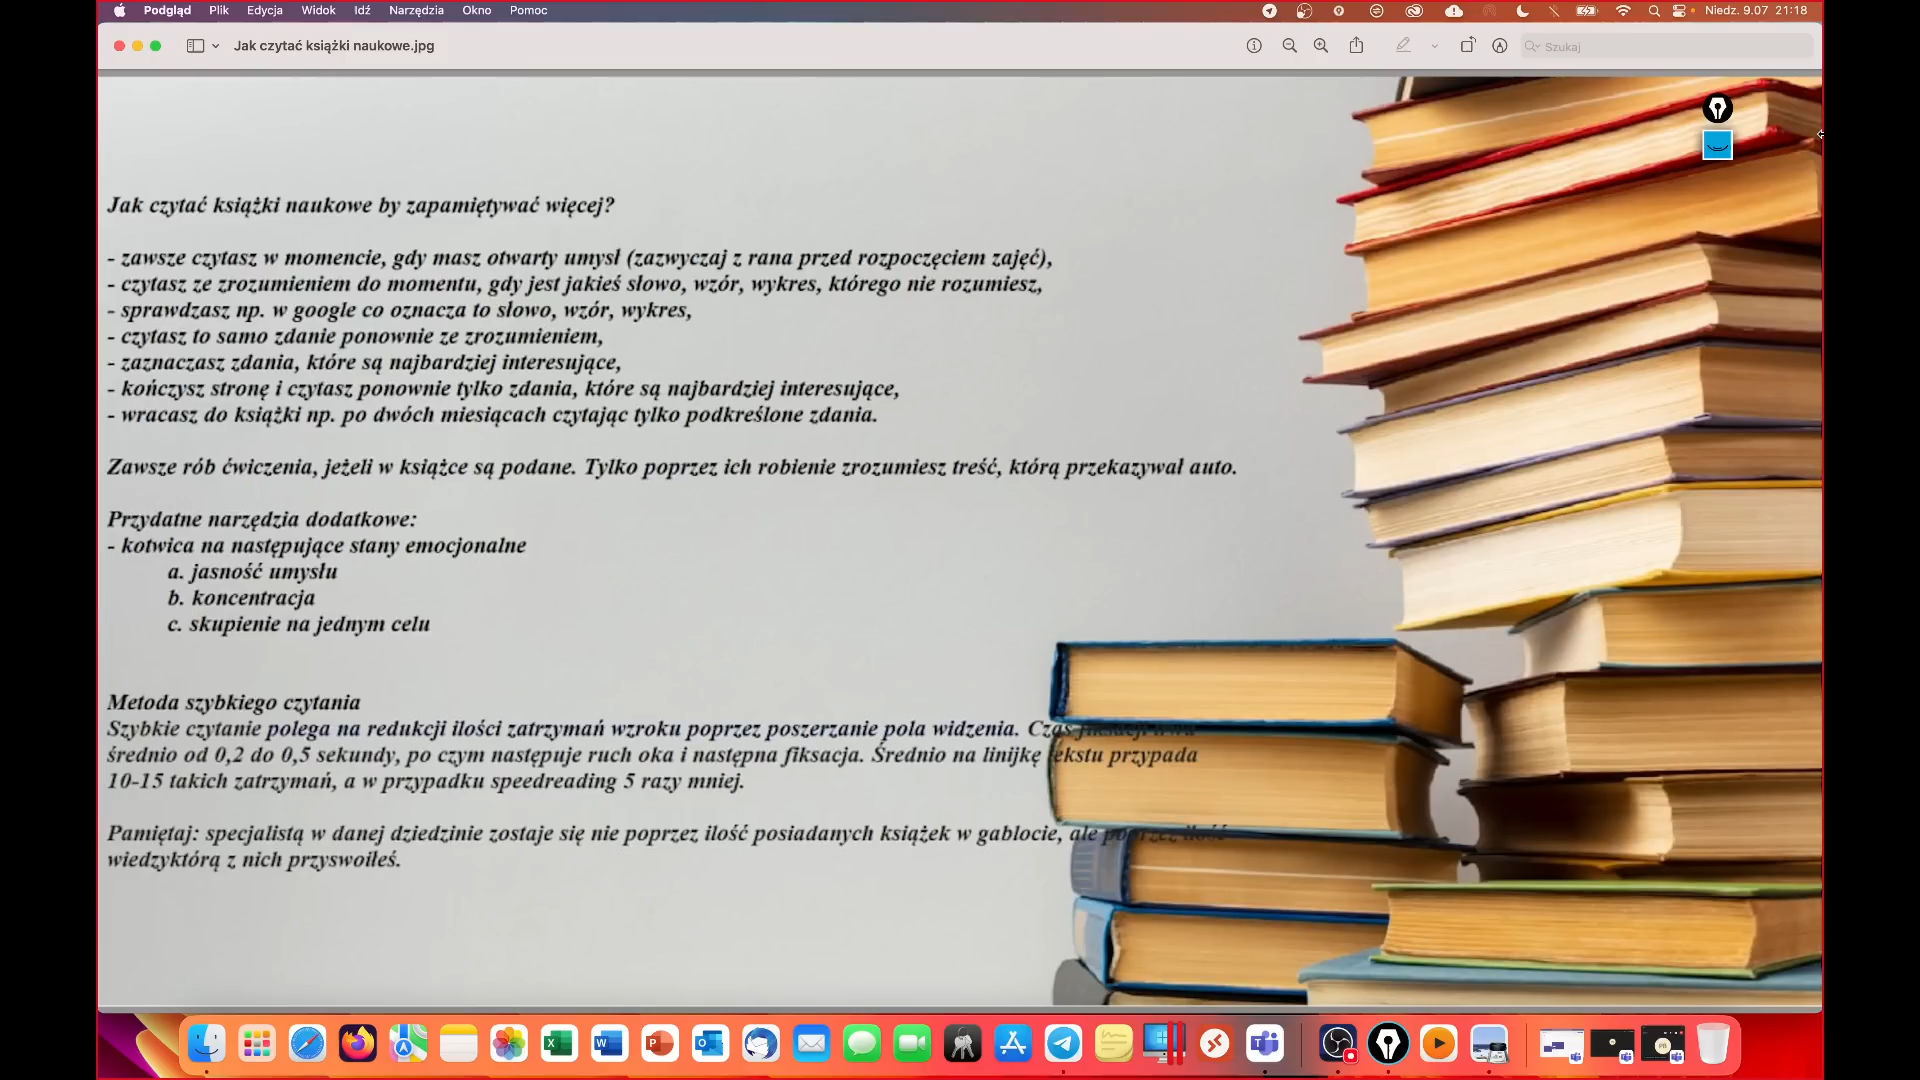 Podgląd Plik Edycja Widok Idź Narzędzia Okno Pomoc Niedz. 9.07 21:18
Jak czytać książki naukowe.jpg Szukaj
Jak czytać książki naukowe by zapamiętywać więcej?
- zawsze czytasz w momencie, gdy masz otwarty umysł (zazwyczaj z rana przed rozpoczęciem zajęć),
- czytasz ze zrozumieniem do momentu, gdy jest jakieś słowo, wzór, wykres, którego nie rozumiesz,
- sprawdzasz np. w google co oznacza to słowo, wzór, wykres,
- czytasz to samo zdanie ponownie ze zrozumieniem,
- zaznaczasz zdania, które są najbardziej interesujące,
- kończysz stronę i czytasz ponownie tylko zdania, które są najbardziej interesujące,
- wracasz do książki np. po dwóch miesiącach czytając tylko podkreślone zdania.
Zawsze rób ćwiczenia, jeżeli w książce są podane. Tylko poprzez ich robienie zrozumiesz treść, którą przekazywał auto.
Przydatne narzędzia dodatkowe:
- kotwica na następujące stany emocjonalne
a. jasność umysłu
b. koncentracja
c. skupienie na jednym celu
Metoda szybkiego czytania
Szybkie czytanie polega na redukcji ilości zatrzymań wzroku poprzez poszerzanie pola widzenia. Czas fiksacji trwa
średnio od 0,2 do 0,5 sekundy, po czym następuje ruch oka i następna fiksacja. Średnio na linijkę tekstu przypada
10-15 takich zatrzymań, a w przypadku speedreading 5 razy mniej.
Pamiętaj: specjalistą w danej dziedzinie zostaje się nie poprzez ilość posiadanych książek w gablocie, ale poprzez ilość
wiedzyktórą z nich przyswoiłeś.